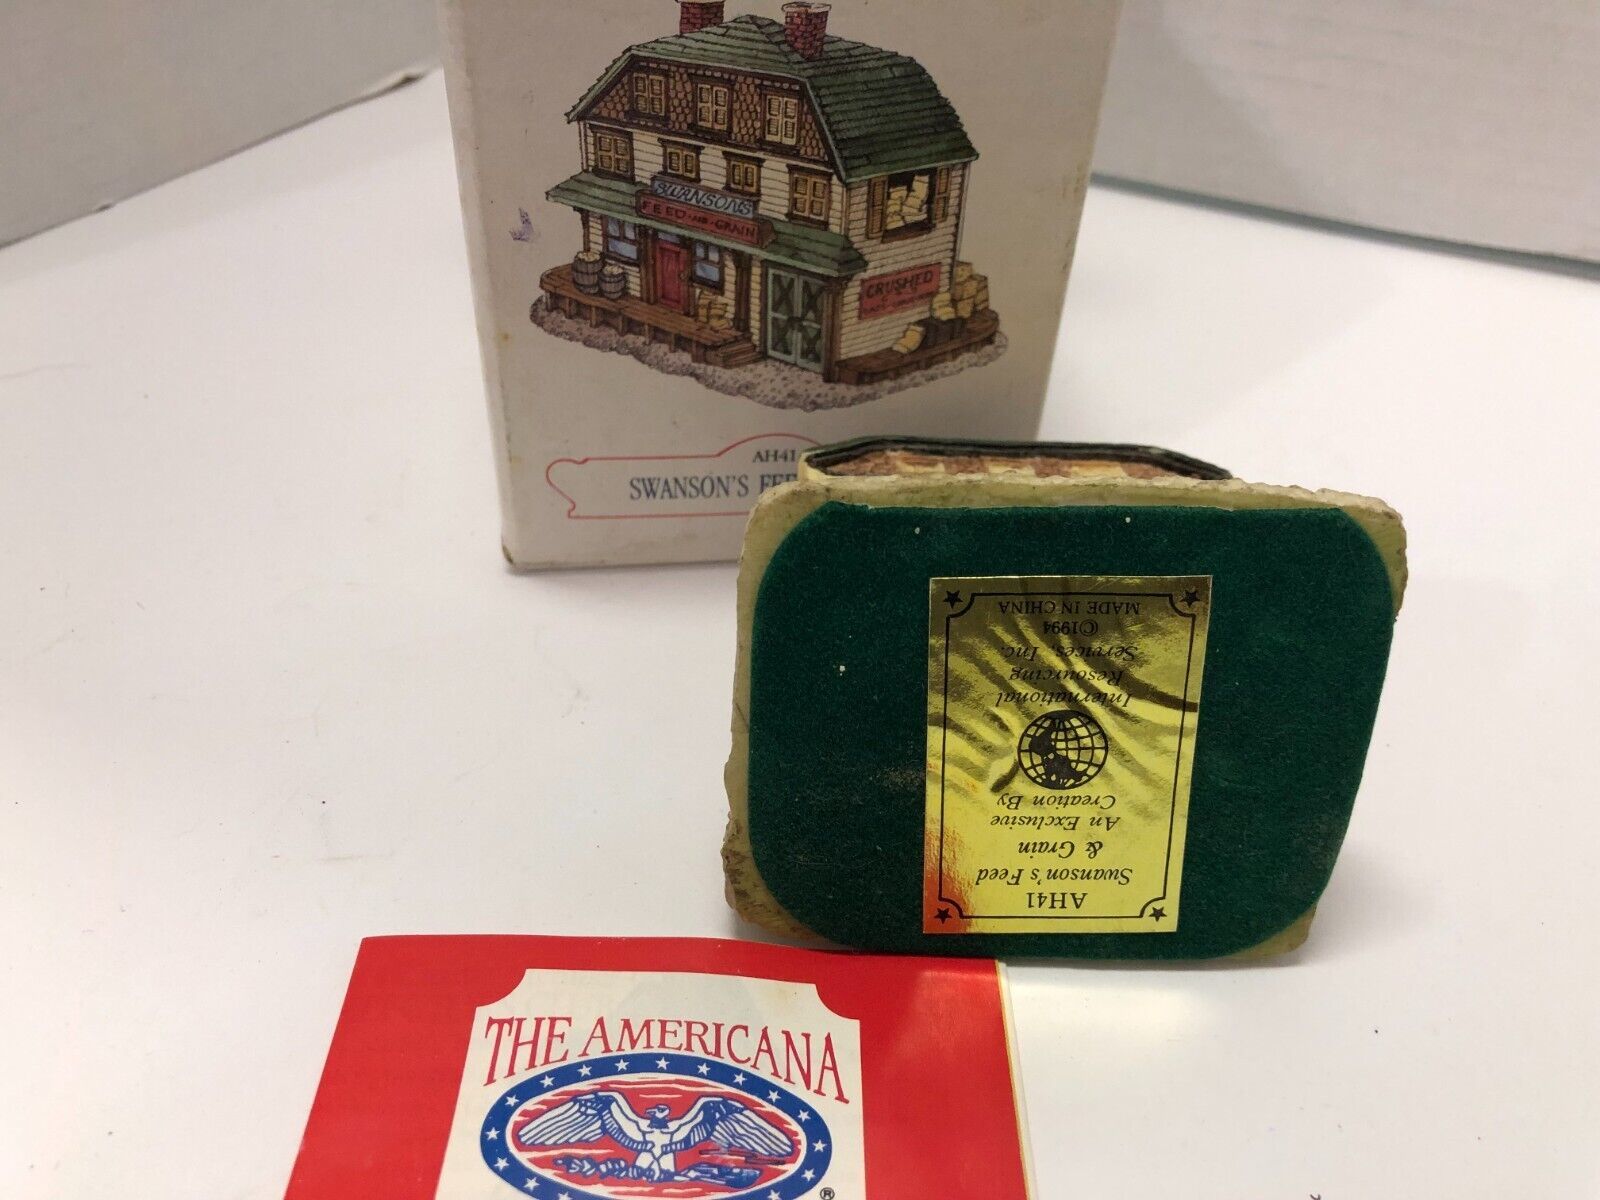 SWANSONS
FEED AND GRAIN
CRUSHED
AH41
SWANSON'S FEE
AH41
Swanson's Feed
& Grain
An Exclusive
Creation By
International
Resourcing
Services, Inc.
©1994
MADE IN CHINA
THE AMERICANA
®